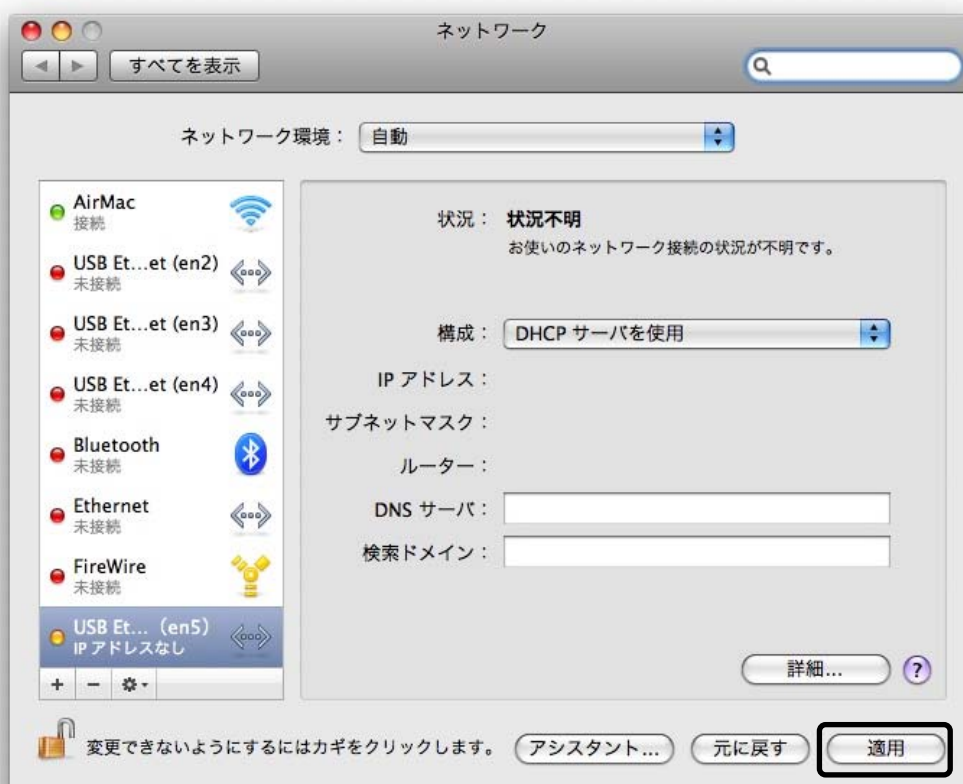 ネットワーク
すべてを表示
ネットワーク環境： 自動
AirMac
接続
USB Et...et (en2)
未接続
USB Et...et (en3)
未接続
USB Et...et (en4)
未接続
Bluetooth
未接続
Ethernet
未接続
FireWire
未接続
USB Et... （en5）
IP アドレスなし
状況： 状況不明
お使いのネットワーク接続の状況が不明です。
構成： DHCP サーバを使用
IP アドレス：
サブネットマスク：
ルーター：
DNS サーバ：
検索ドメイン：
詳細... ?
変更できないようにするにはカギをクリックします。 アシスタント... 元に戻す 適用